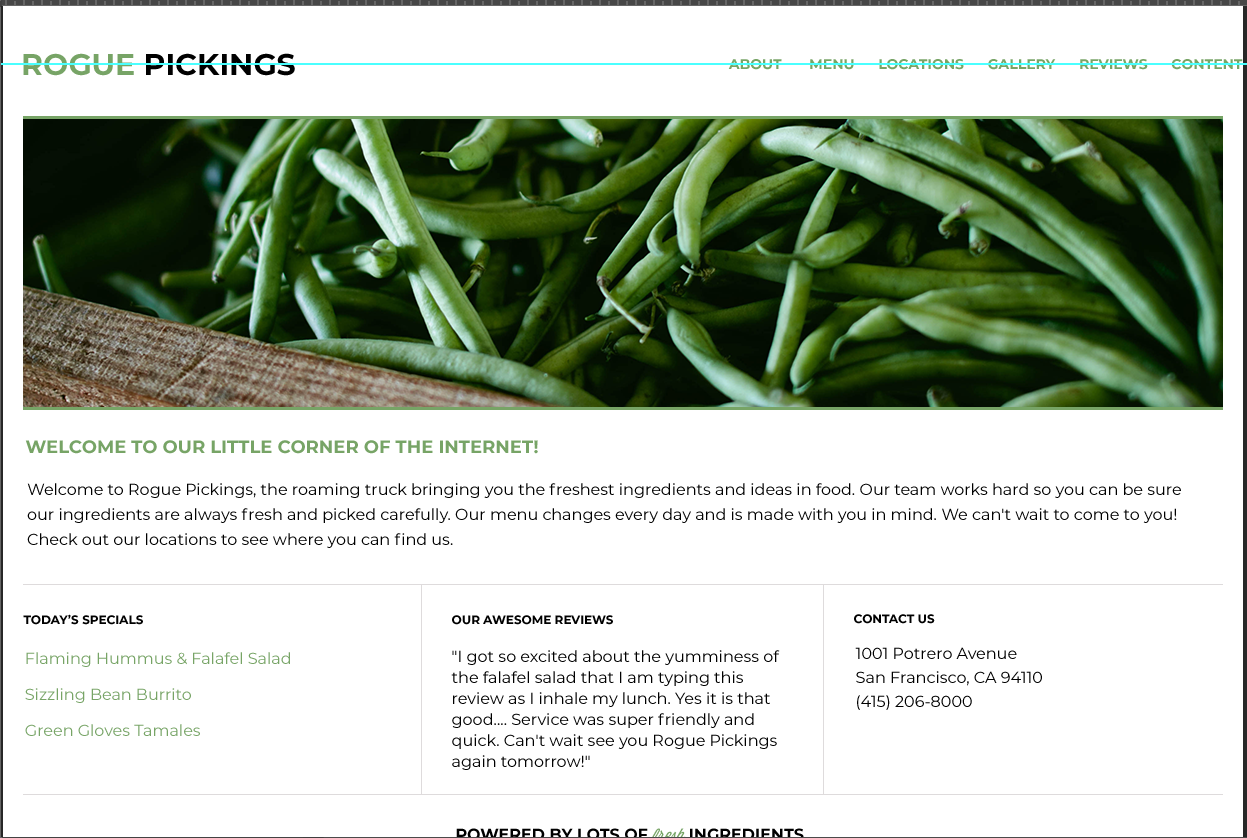 ROGUE PICKINGS
ABOUT MENU LOCATIONS GALLERY REVIEWS CONTENT
WELCOME TO OUR LITTLE CORNER OF THE INTERNET!
Welcome to Rogue Pickings, the roaming truck bringing you the freshest ingredients and ideas in food. Our team works hard so you can be sure
our ingredients are always fresh and picked carefully. Our menu changes every day and is made with you in mind. We can't wait to come to you!
Check out our locations to see where you can find us.
TODAY'S SPECIALS
Flaming Hummus & Falafel Salad
Sizzling Bean Burrito
Green Gloves Tamales
OUR AWESOME REVIEWS
"I got so excited about the yumminess of
the falafel salad that I am typing this
review as I inhale my lunch. Yes it is that
good.... Service was super friendly and
quick. Can't wait see you Rogue Pickings
again tomorrow!"
CONTACT US
1001 Potrero Avenue
San Francisco, CA 94110
(415) 206-8000
POWERED BY LOTS OF fresh INGREDIENTS